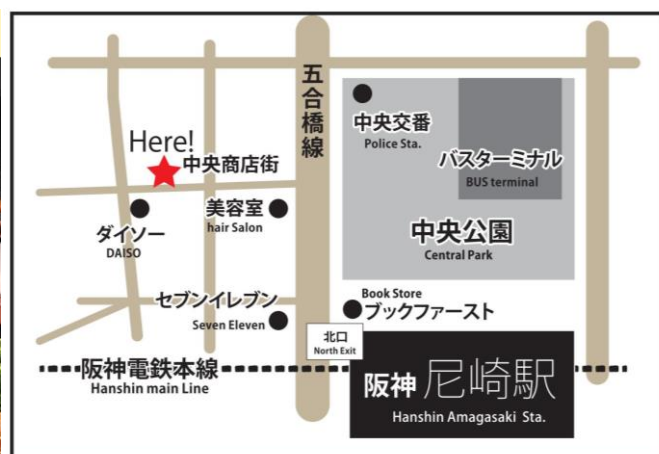 五合橋線
中央交番
Police Sta.
バスターミナル
BUS terminal
Here!
中央商店街
美容室
hair Salon
ダイソー
DAISO
中央公園
Central Park
セブンイレブン
Seven Eleven
Book Store
ブックファースト
北口
North Exit
阪神電鉄本線
Hanshin main Line
阪神 尼崎駅
Hanshin Amagasaki Sta.